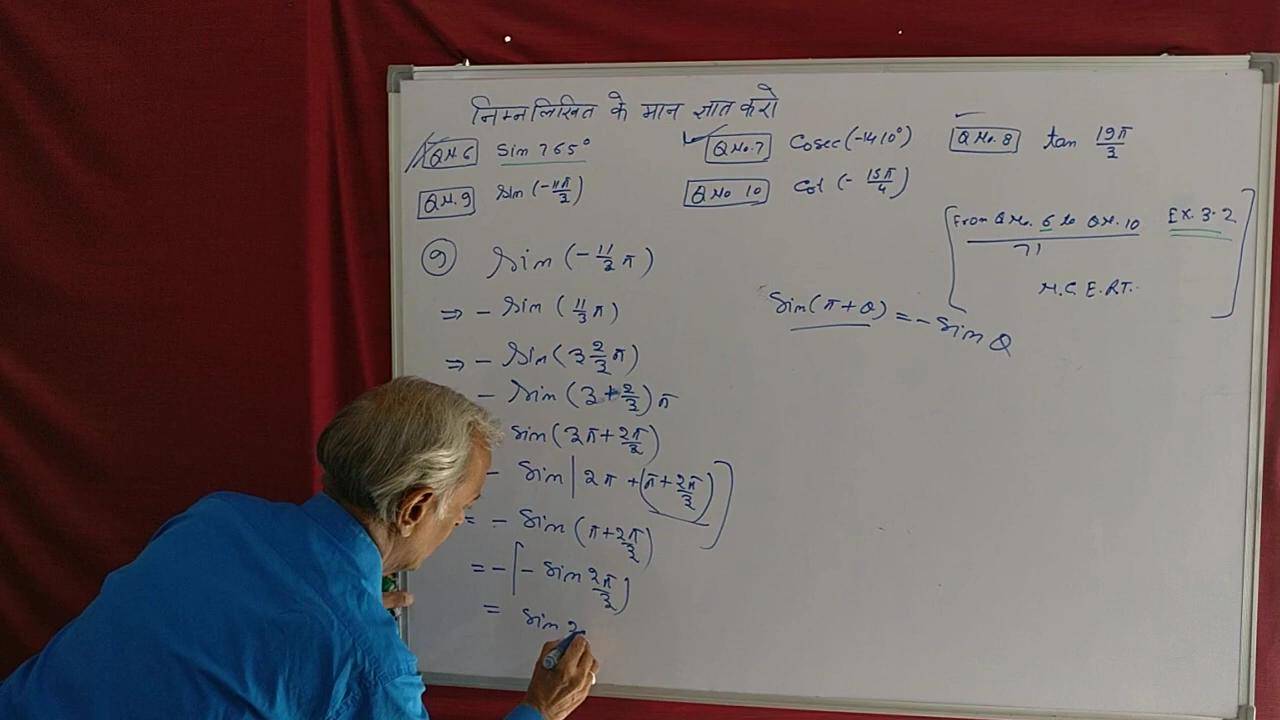 निम्नलिखित के मान ज्ञात करो
Q N. 6 Sin 765° Q No. 7 Cosec (-1410°) Q No. 8 tan 19π/3
Q N. 9 Sin (-11π/3) Q No 10 Cot (- 15π/4)
From Q No. 6 to Q N. 10 Ex. 3.2
N.C.E.R.T.
9 Sin (- 11/3 π)
⇒ - Sin (11/3 π)
Sin(π+θ) = - Sin θ
⇒ - Sin (3 2/3 π)
- Sin (3 + 2/3) π
Sin (3π + 2π/3)
- Sin [2π + (π + 2π/3)]
= - Sin (π + 2π/3)
= - [- Sin 2π/3]
= Sin 2